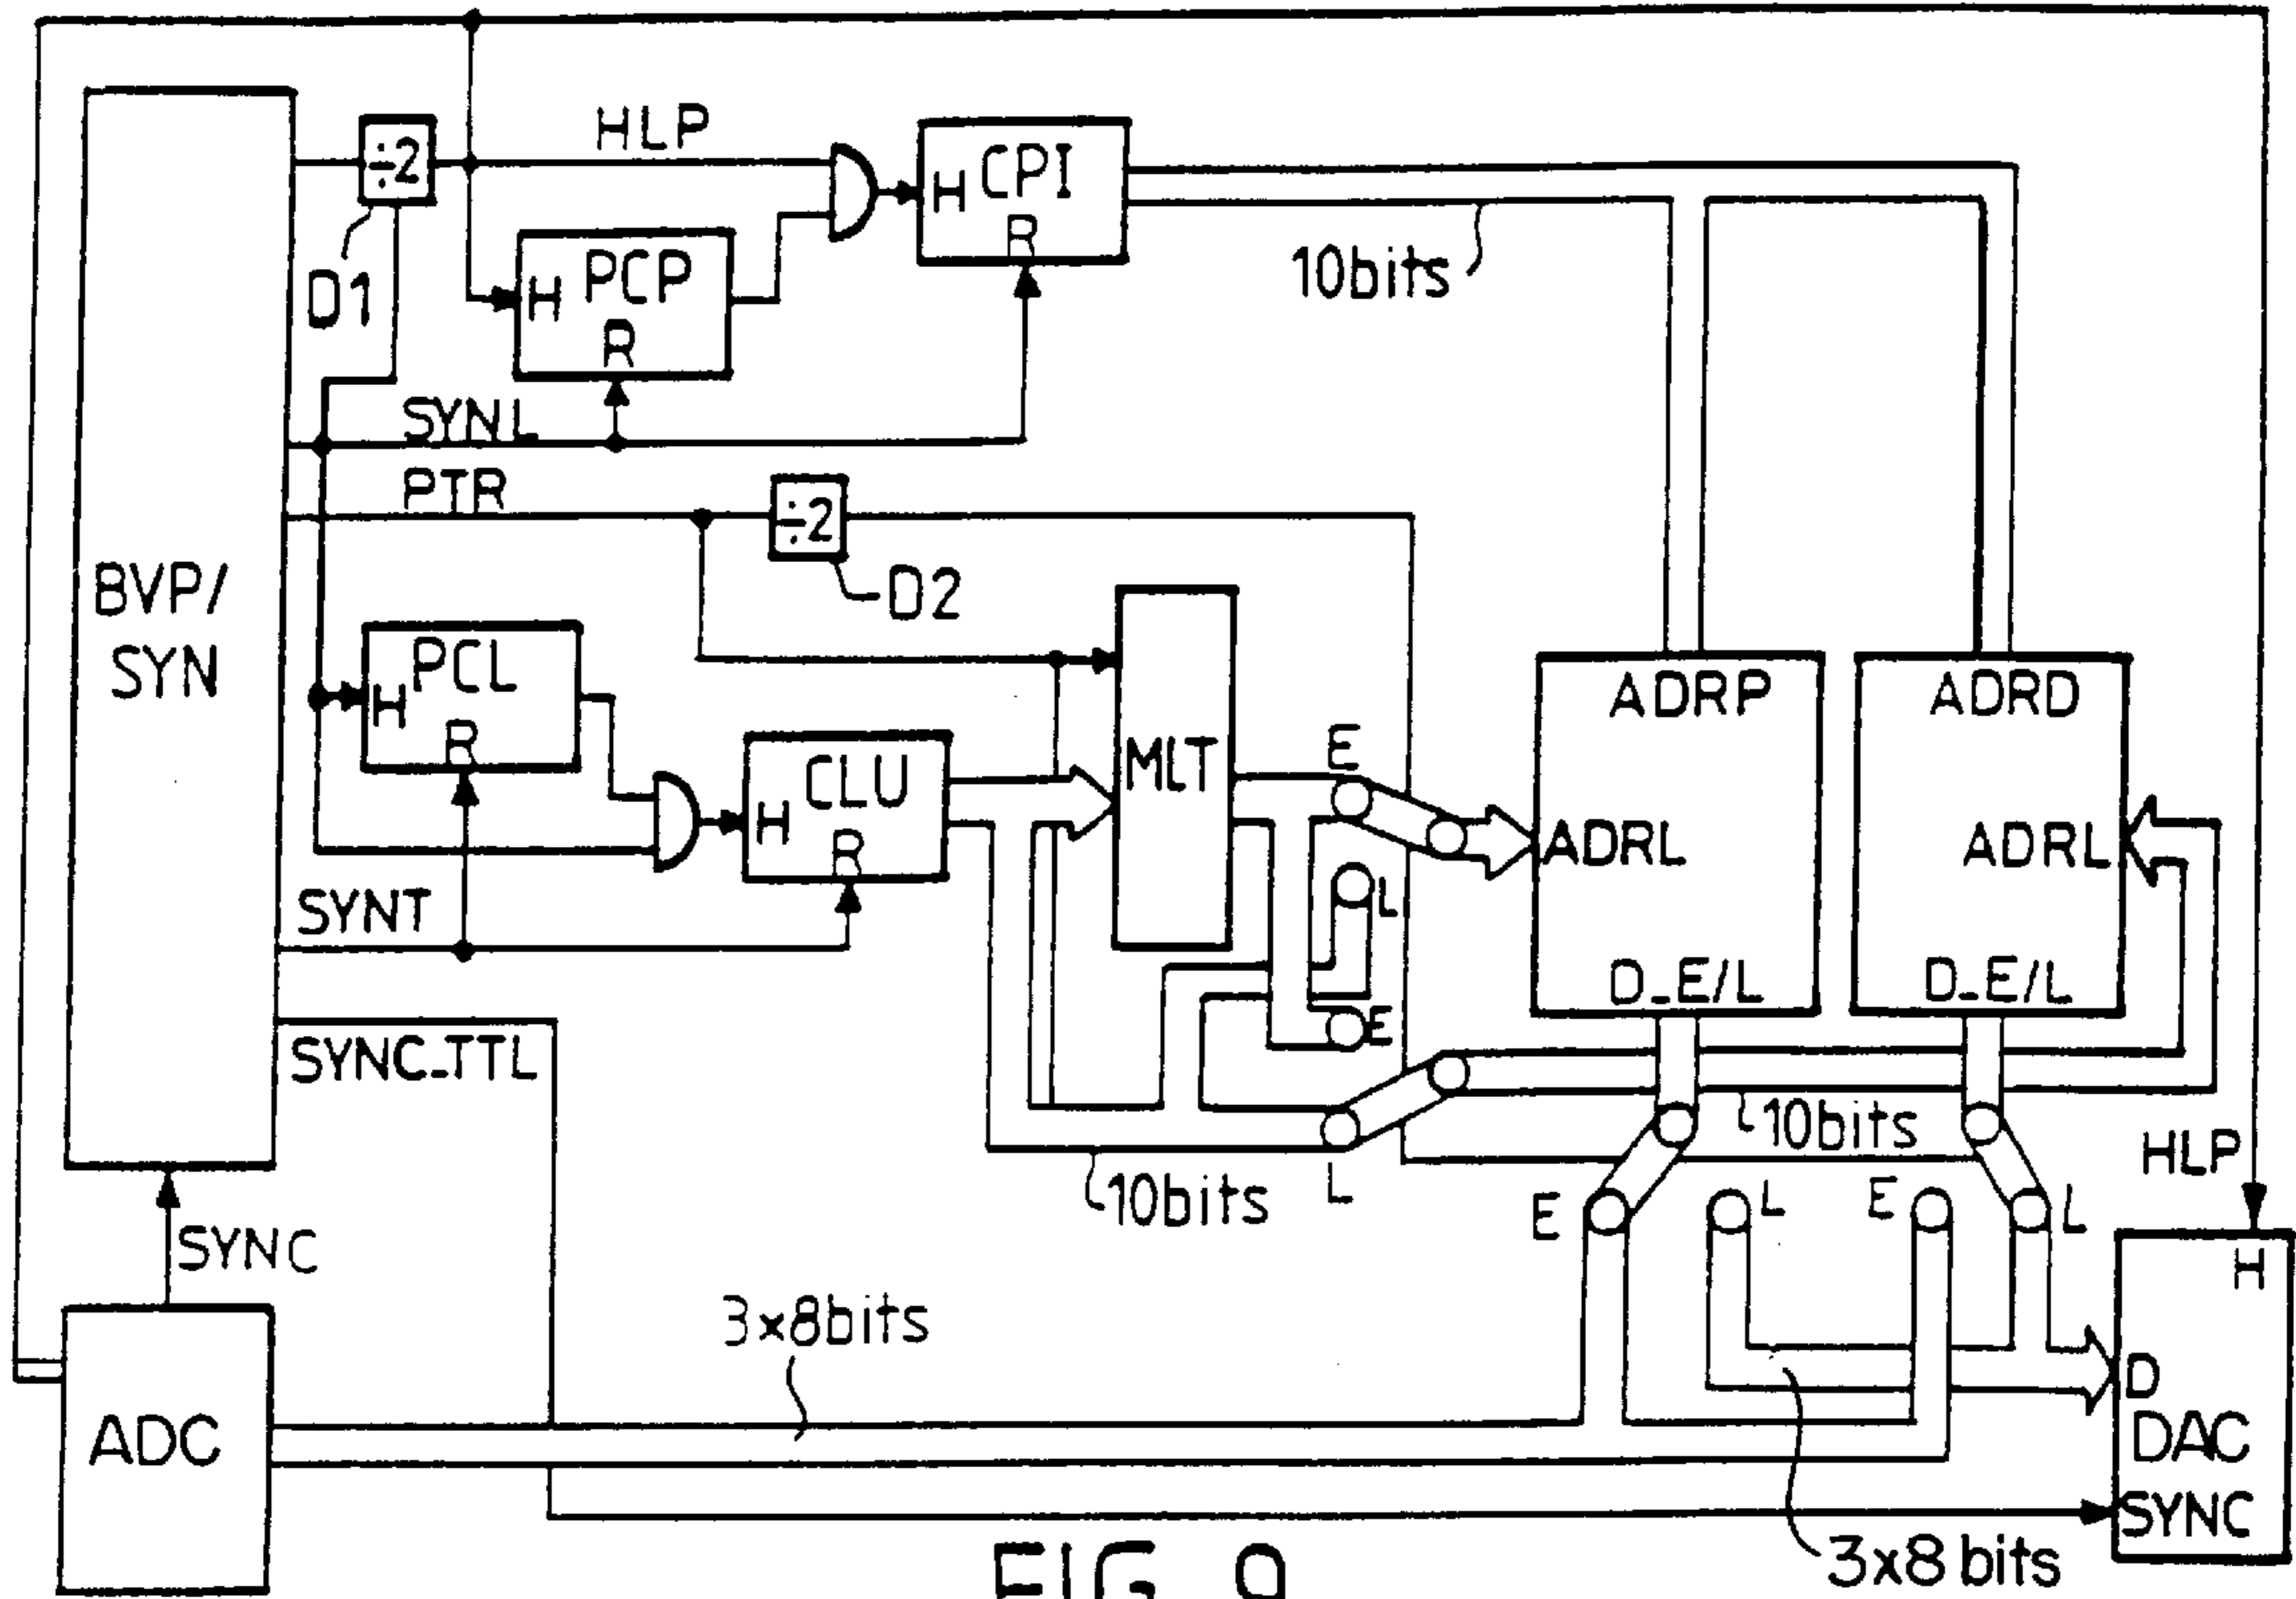 HLP
÷2
CPI
H
R
D1
PCP
H
R
10bits
SYNL
PTR
÷2
D2
BVP/
SYN
PCL
H
R
MLT
CLU
H
R
E
L
E
ADRP
ADRL
D_E/L
ADRD
ADRL
D_E/L
SYNT
SYNC_TTL
10bits
L
10bits
HLP
SYNC
E
L
E
L
H
3x8bits
D
DAC
SYNC
ADC
3x8 bits
FIG_9